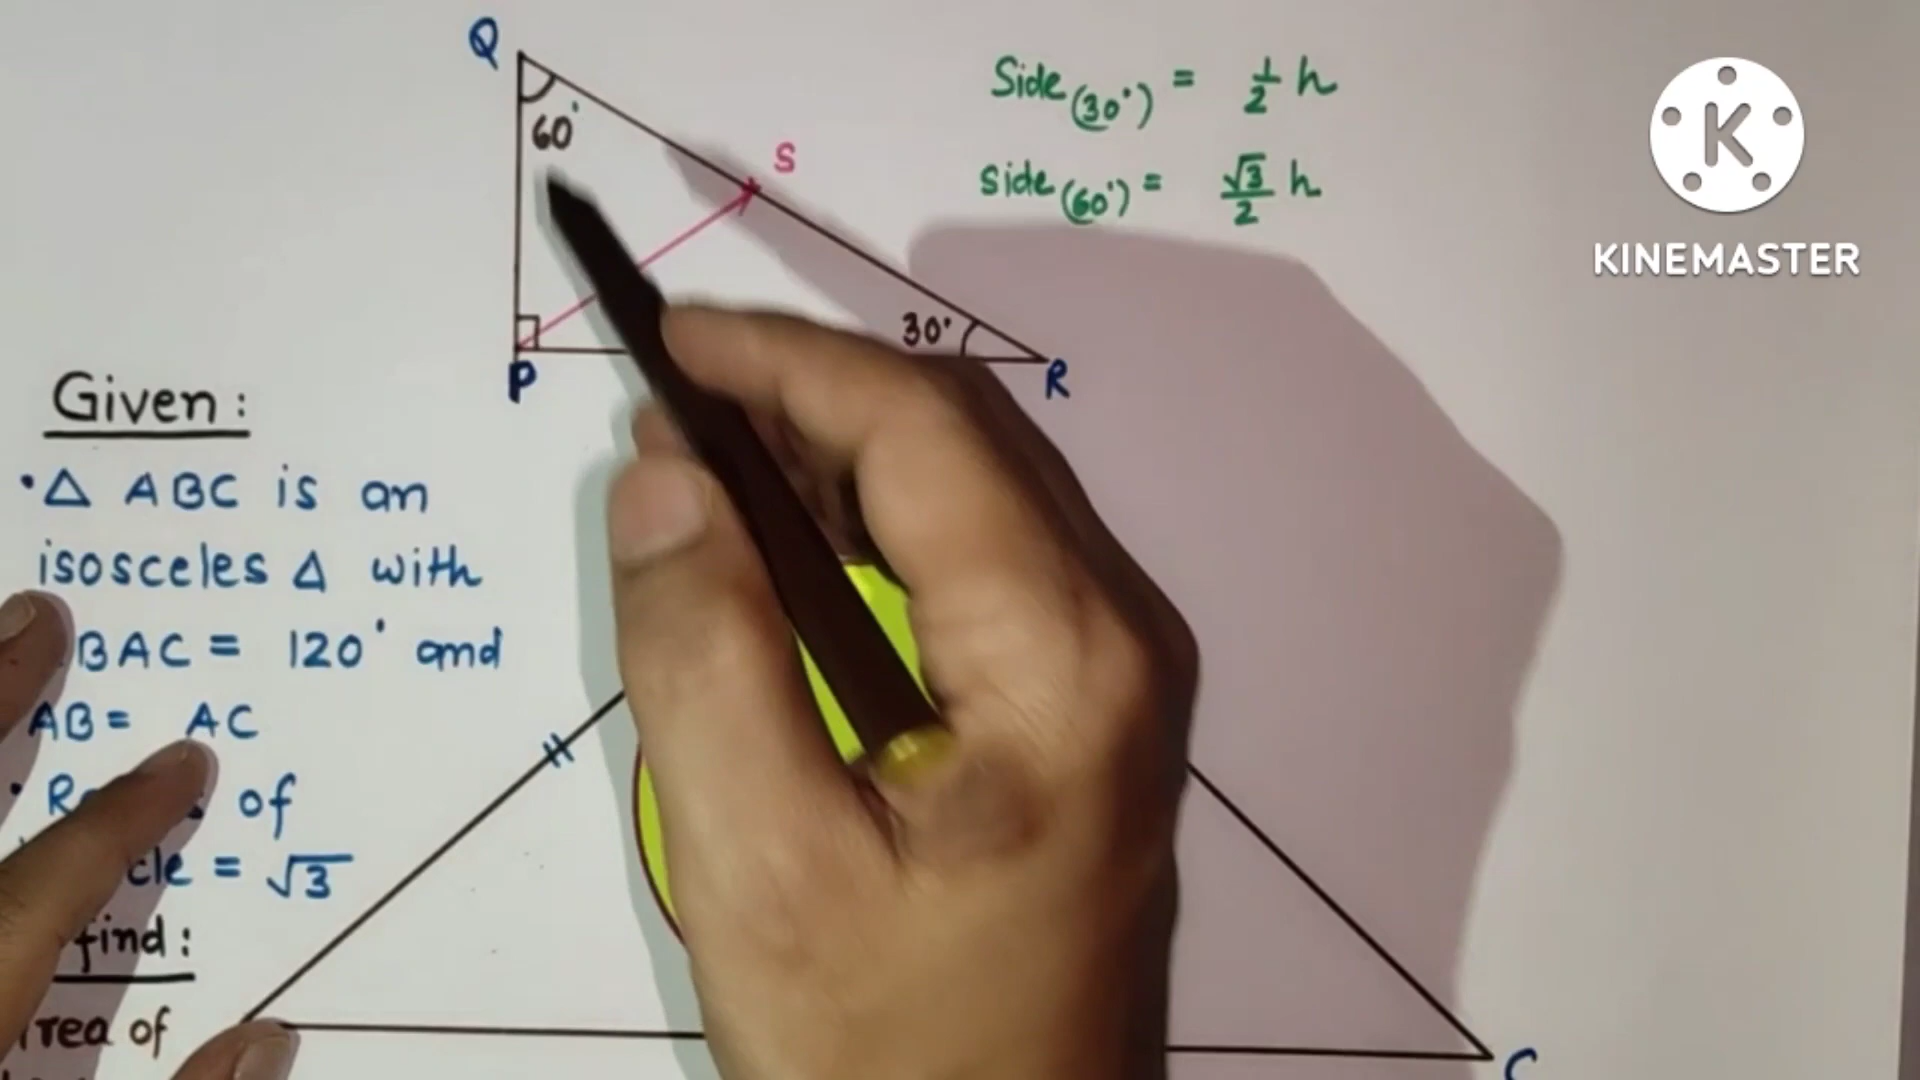 Q
60°
S
30°
P
R
Side(30°) = 1/2 h
side(60°) = √3/2 h
K
KINEMASTER
Given :
• Δ ABC is an
isosceles Δ with
BAC = 120° and
AB = AC
• of
cle = √3
find :
rea of
C